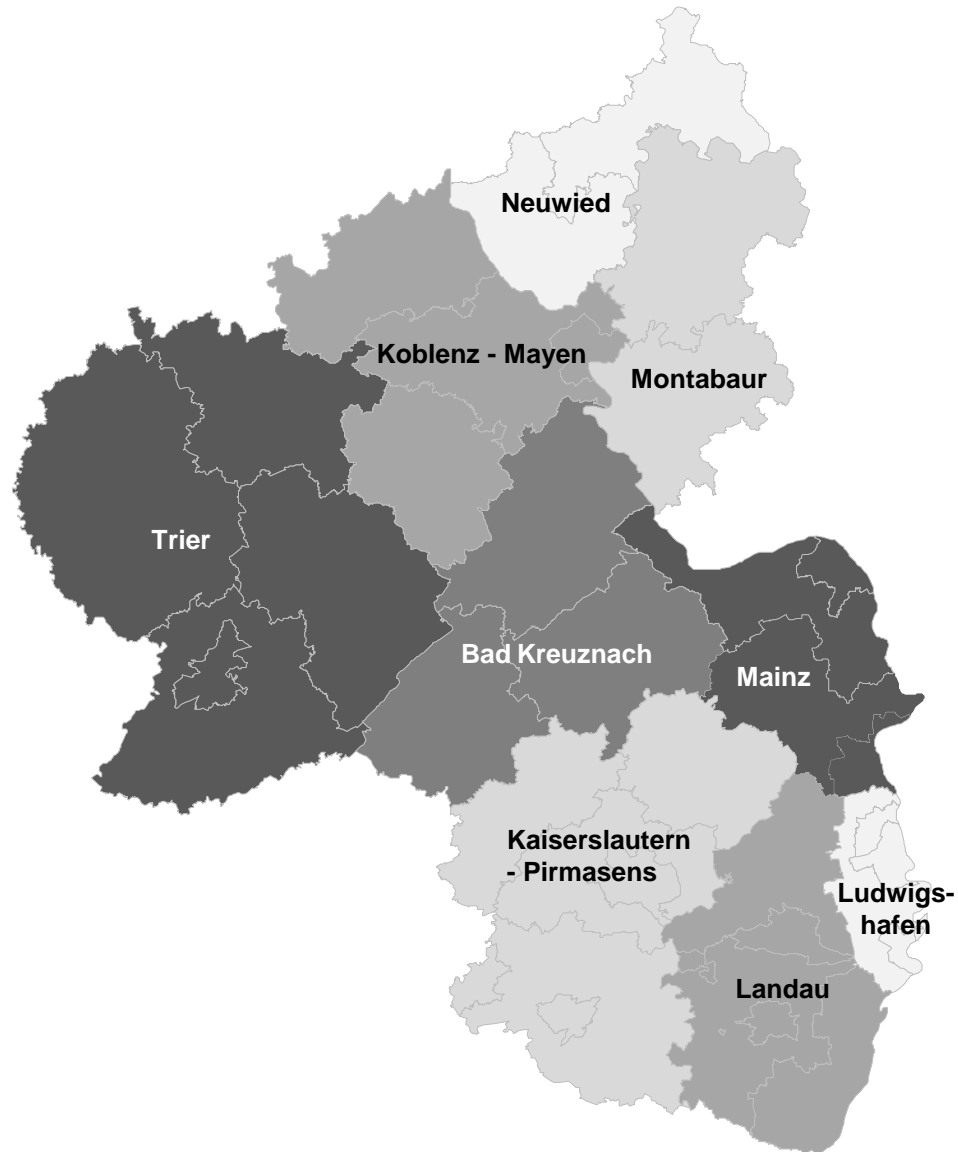 Neuwied
Koblenz - Mayen
Montabaur
Trier
Bad Kreuznach
Mainz
Kaiserslautern
- Pirmasens
Ludwigs-
hafen
Landau